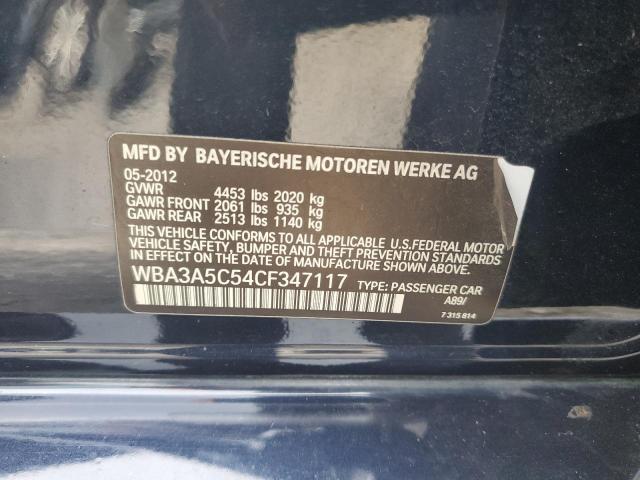 MFD BY BAYERISCHE MOTOREN WERKE AG
05-2012
GVWR 4453 lbs 2020 kg
GAWR FRONT 2061 lbs 935 kg
GAWR REAR 2513 lbs 1140 kg
THIS VEHICLE CONFORMS TO ALL APPLICABLE U.S.FEDERAL MOTOR
VEHICLE SAFETY, BUMPER AND THEFT PREVENTION STANDARDS
IN EFFECT ON THE DATE OF MANUFACTURE SHOWN ABOVE.
WBA3A5C54CF347117 TYPE: PASSENGER CAR
A89/
7 315 814